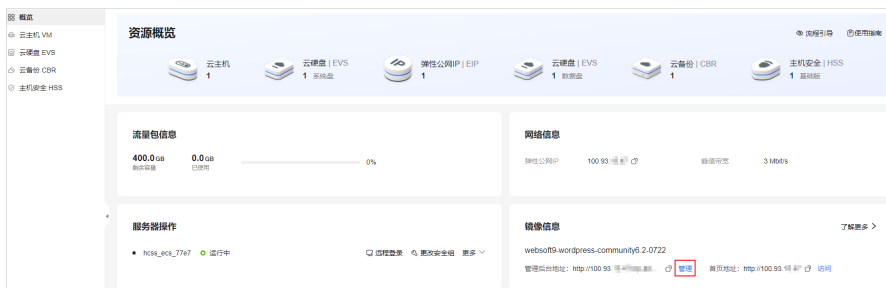 概览
云主机 VM
云硬盘 EVS
云备份 CBR
主机安全 HSS
资源概览
流程引导 使用指南
云主机 云硬盘 | EVS 弹性公网IP | EIP 云硬盘 | EVS 云备份 | CBR 主机安全 | HSS
1 1 系统盘 1 1 数据盘 1 1 基础版
流量包信息
400.0 GB 0.0 GB 0%
剩余容量 已使用
网络信息
弹性公网IP 100.93. 峰值带宽 3 Mbit/s
服务器操作
hcss_ecs_77e7 运行中 远程登录 更改安全组 更多
镜像信息 了解更多
websoft9-wordpress-community6.2-0722
管理后台地址: http://100.93. 管理 首页地址: http://100.93. 访问